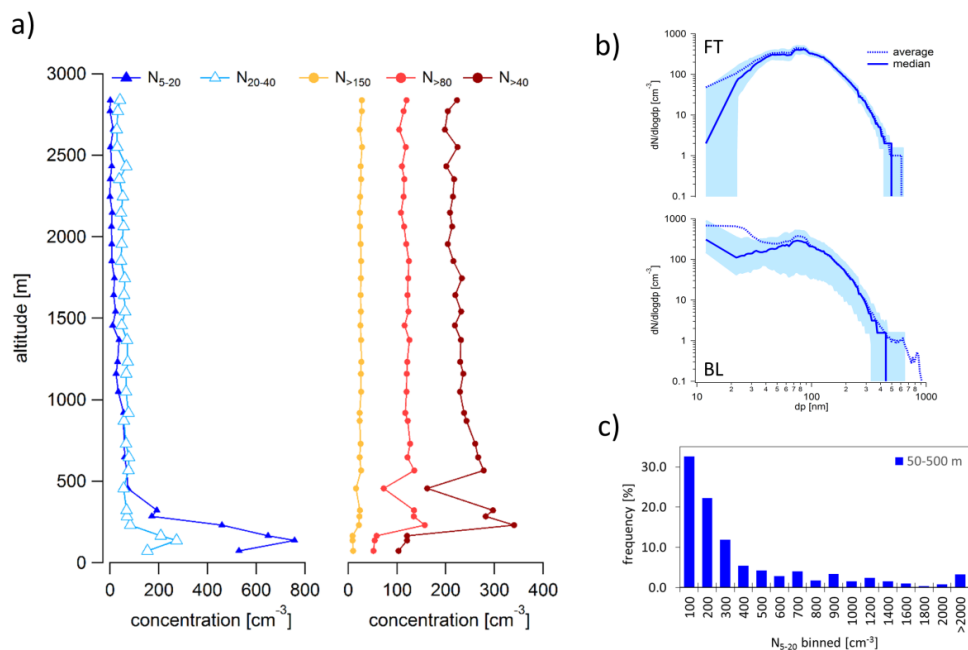 a)
N5-20
N20-40
N>150
N>80
N>40
3000
2500
2000
1500
1000
500
0
altitude [m]
0 200 400 600 800
concentration [cm-3]
0 100 200 300 400
concentration [cm-3]
b)
FT
average
median
1000
100
10
1
0.1
dN/dlogdp [cm-3]
1000
100
10
1
0.1
dN/dlogdp [cm-3]
BL
10 2 3 4 5 6 7 8 100 2 3 4 5 6 7 8 1000
dp [nm]
c)
50-500 m
30.0
20.0
10.0
0.0
frequency [%]
100 200 300 400 500 600 700 800 900 1000 1200 1400 1600 1800 2000 >2000
N5-20 binned [cm-3]